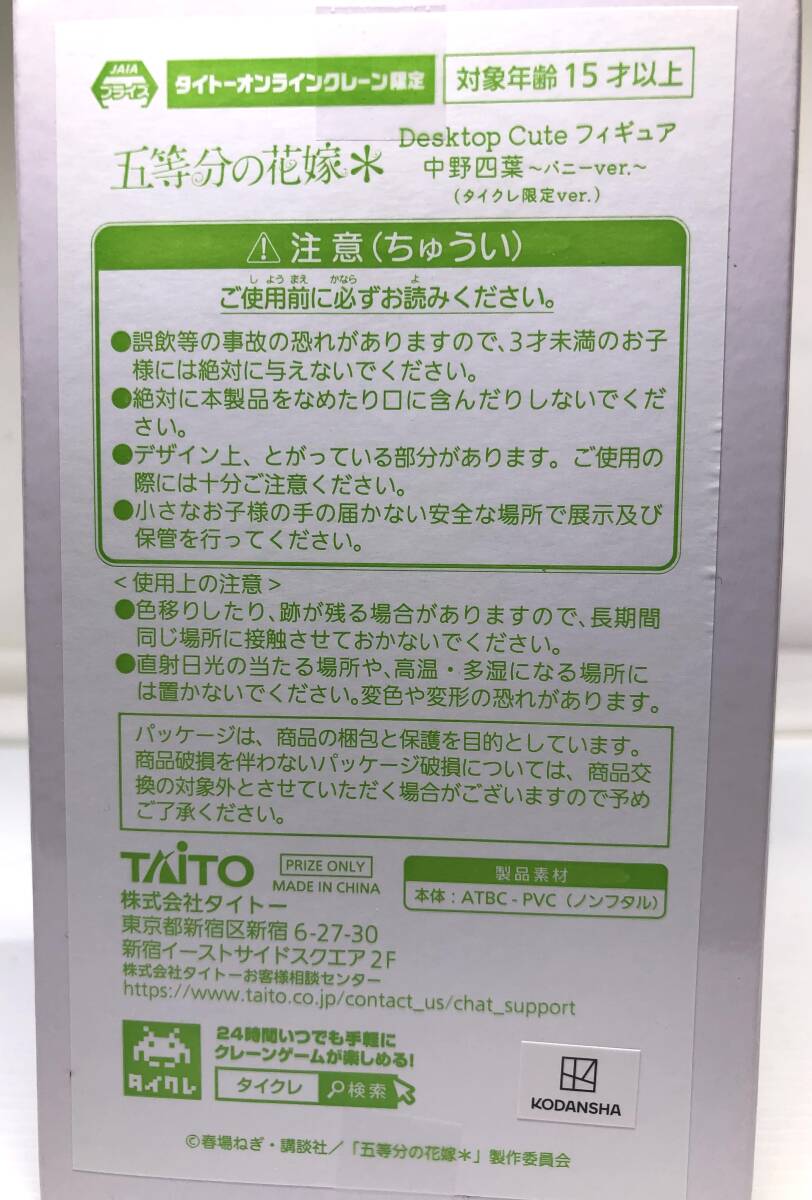 JAIA
プライズ
タイトーオンラインクレーン限定
対象年齢15才以上
五等分の花嫁＊
Desktop Cute フィギュア
中野四葉～バニーver.～
(タイクレ限定ver.)
⚠注意(ちゅうい)
し よう まえ かなら よ
ご使用前に必ずお読みください。
●誤飲等の事故の恐れがありますので、3才未満のお子
様には絶対に与えないでください。
●絶対に本製品をなめたり口に含んだりしないでくだ
さい。
●デザイン上、とがっている部分があります。ご使用の
際には十分ご注意ください。
●小さなお子様の手の届かない安全な場所で展示及び
保管を行ってください。
<使用上の注意>
●色移りしたり、跡が残る場合がありますので、長期間
同じ場所に接触させておかないでください。
●直射日光の当たる場所や、高温・多湿になる場所に
は置かないでください。変色や変形の恐れがあります。
パッケージは、商品の梱包と保護を目的としています。
商品破損を伴わないパッケージ破損については、商品交
換の対象外とさせていただく場合がございますので予め
ご了承ください。
TAITO
PRIZE ONLY
MADE IN CHINA
製品素材
本体：ATBC-PVC（ノンフタル）
株式会社タイトー
東京都新宿区新宿6-27-30
新宿イーストサイドスクエア2F
株式会社タイトーお客様相談センター
https://www.taito.co.jp/contact_us/chat_support
タイクレ
24時間いつでも手軽に
クレーンゲームが楽しめる!
タイクレ 検索
KODANSHA
©春場ねぎ・講談社／「五等分の花嫁＊」製作委員会